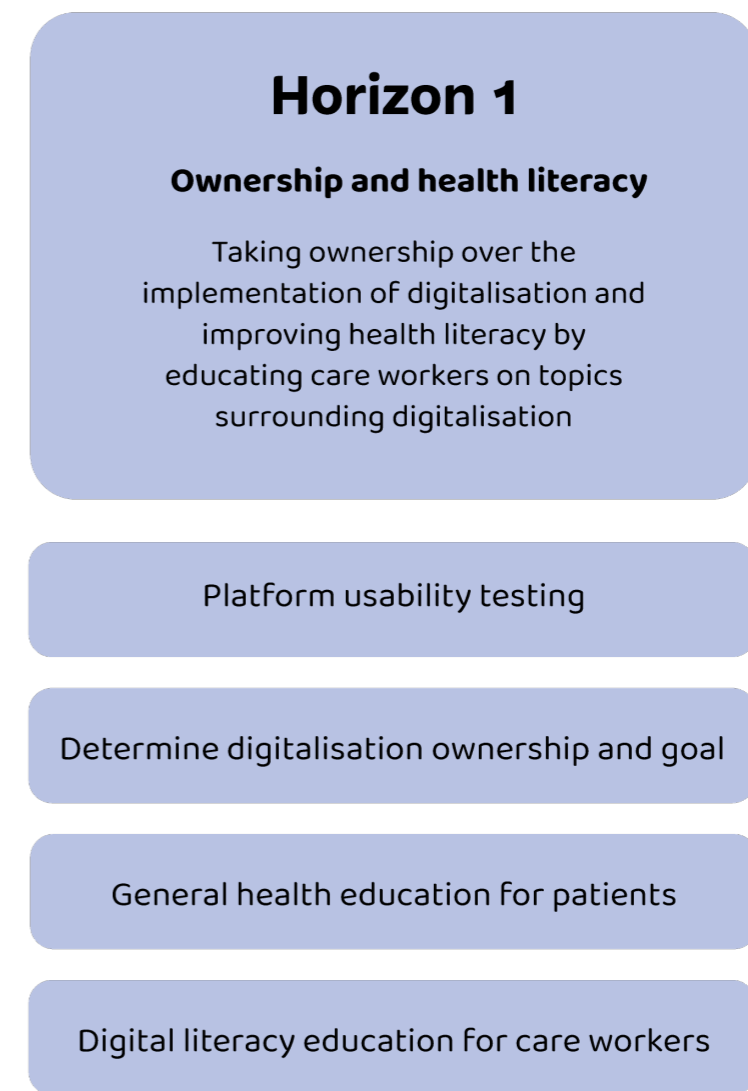 Horizon 1
Ownership and health literacy
Taking ownership over the
implementation of digitalisation and
improving health literacy by
educating care workers on topics
surrounding digitalisation
Platform usability testing
Determine digitalisation ownership and goal
General health education for patients
Digital literacy education for care workers